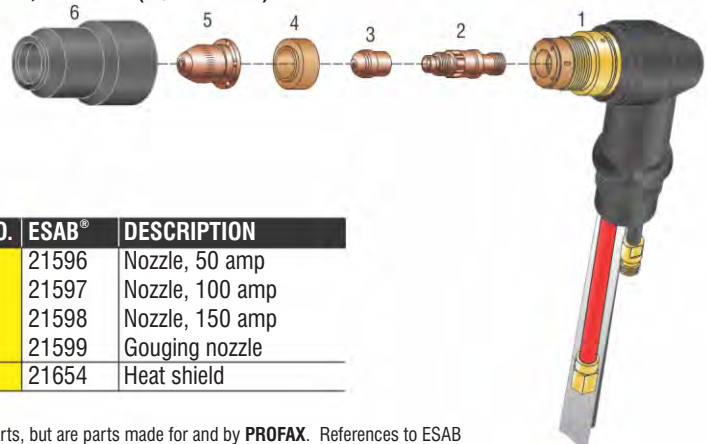 6 5 4 3 2 1
ESAB® DESCRIPTION
21596 Nozzle, 50 amp
21597 Nozzle, 100 amp
21598 Nozzle, 150 amp
21599 Gouging nozzle
21654 Heat shield
but are parts made for and by PROFAX. References to ESAB